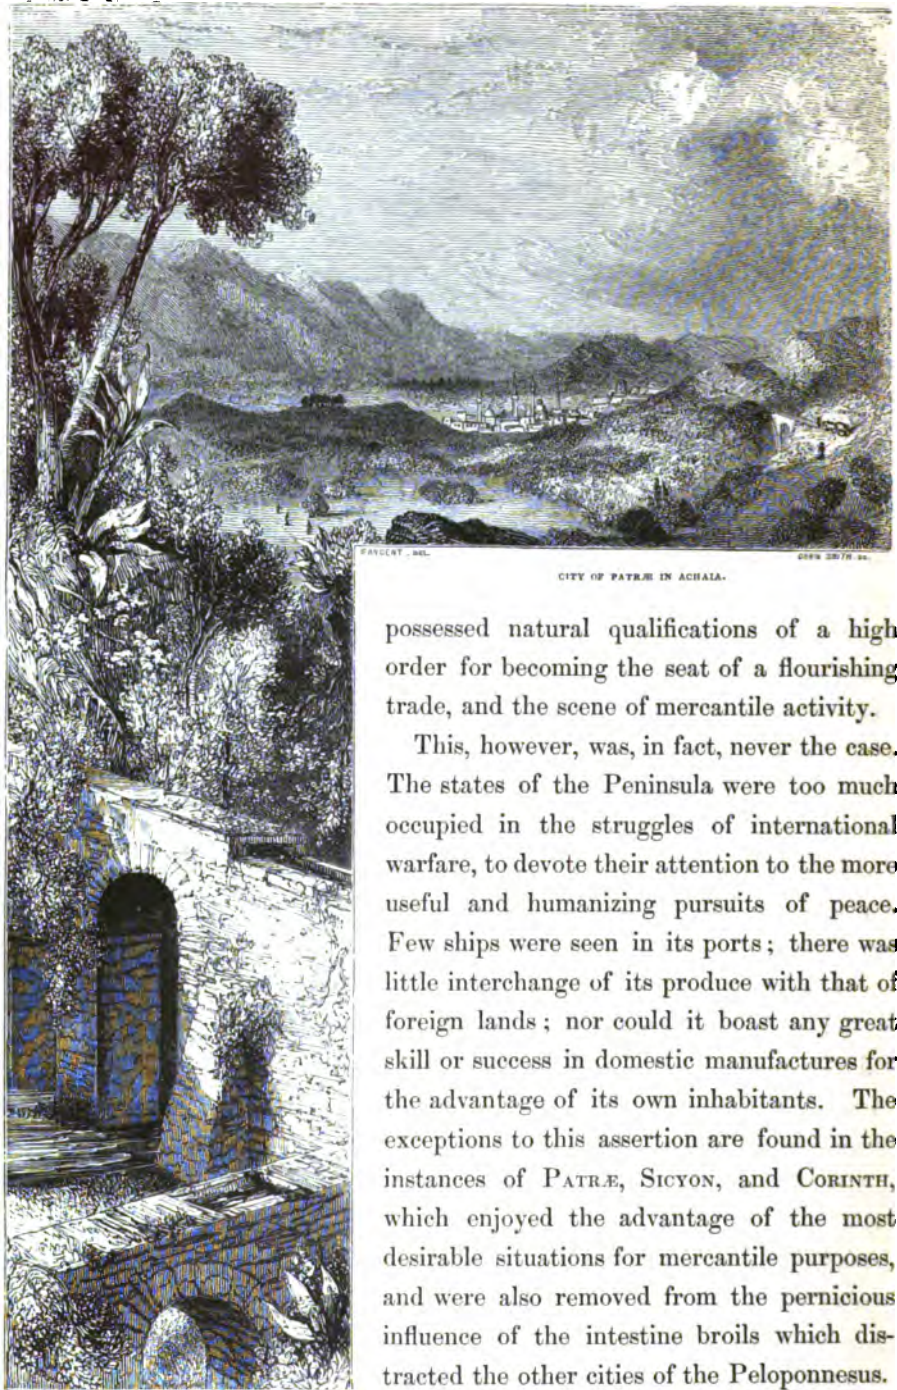 SARGENT . DEL.
ORRIN SMITH. SC.
CITY OF PATRÆ IN ACHAIA.
possessed natural qualifications of a high
order for becoming the seat of a flourishing
trade, and the scene of mercantile activity.
This, however, was, in fact, never the case.
The states of the Peninsula were too much
occupied in the struggles of international
warfare, to devote their attention to the more
useful and humanizing pursuits of peace.
Few ships were seen in its ports; there was
little interchange of its produce with that of
foreign lands; nor could it boast any great
skill or success in domestic manufactures for
the advantage of its own inhabitants. The
exceptions to this assertion are found in the
instances of PATRÆ, SICYON, and CORINTH,
which enjoyed the advantage of the most
desirable situations for mercantile purposes,
and were also removed from the pernicious
influence of the intestine broils which dis-
tracted the other cities of the Peloponnesus.